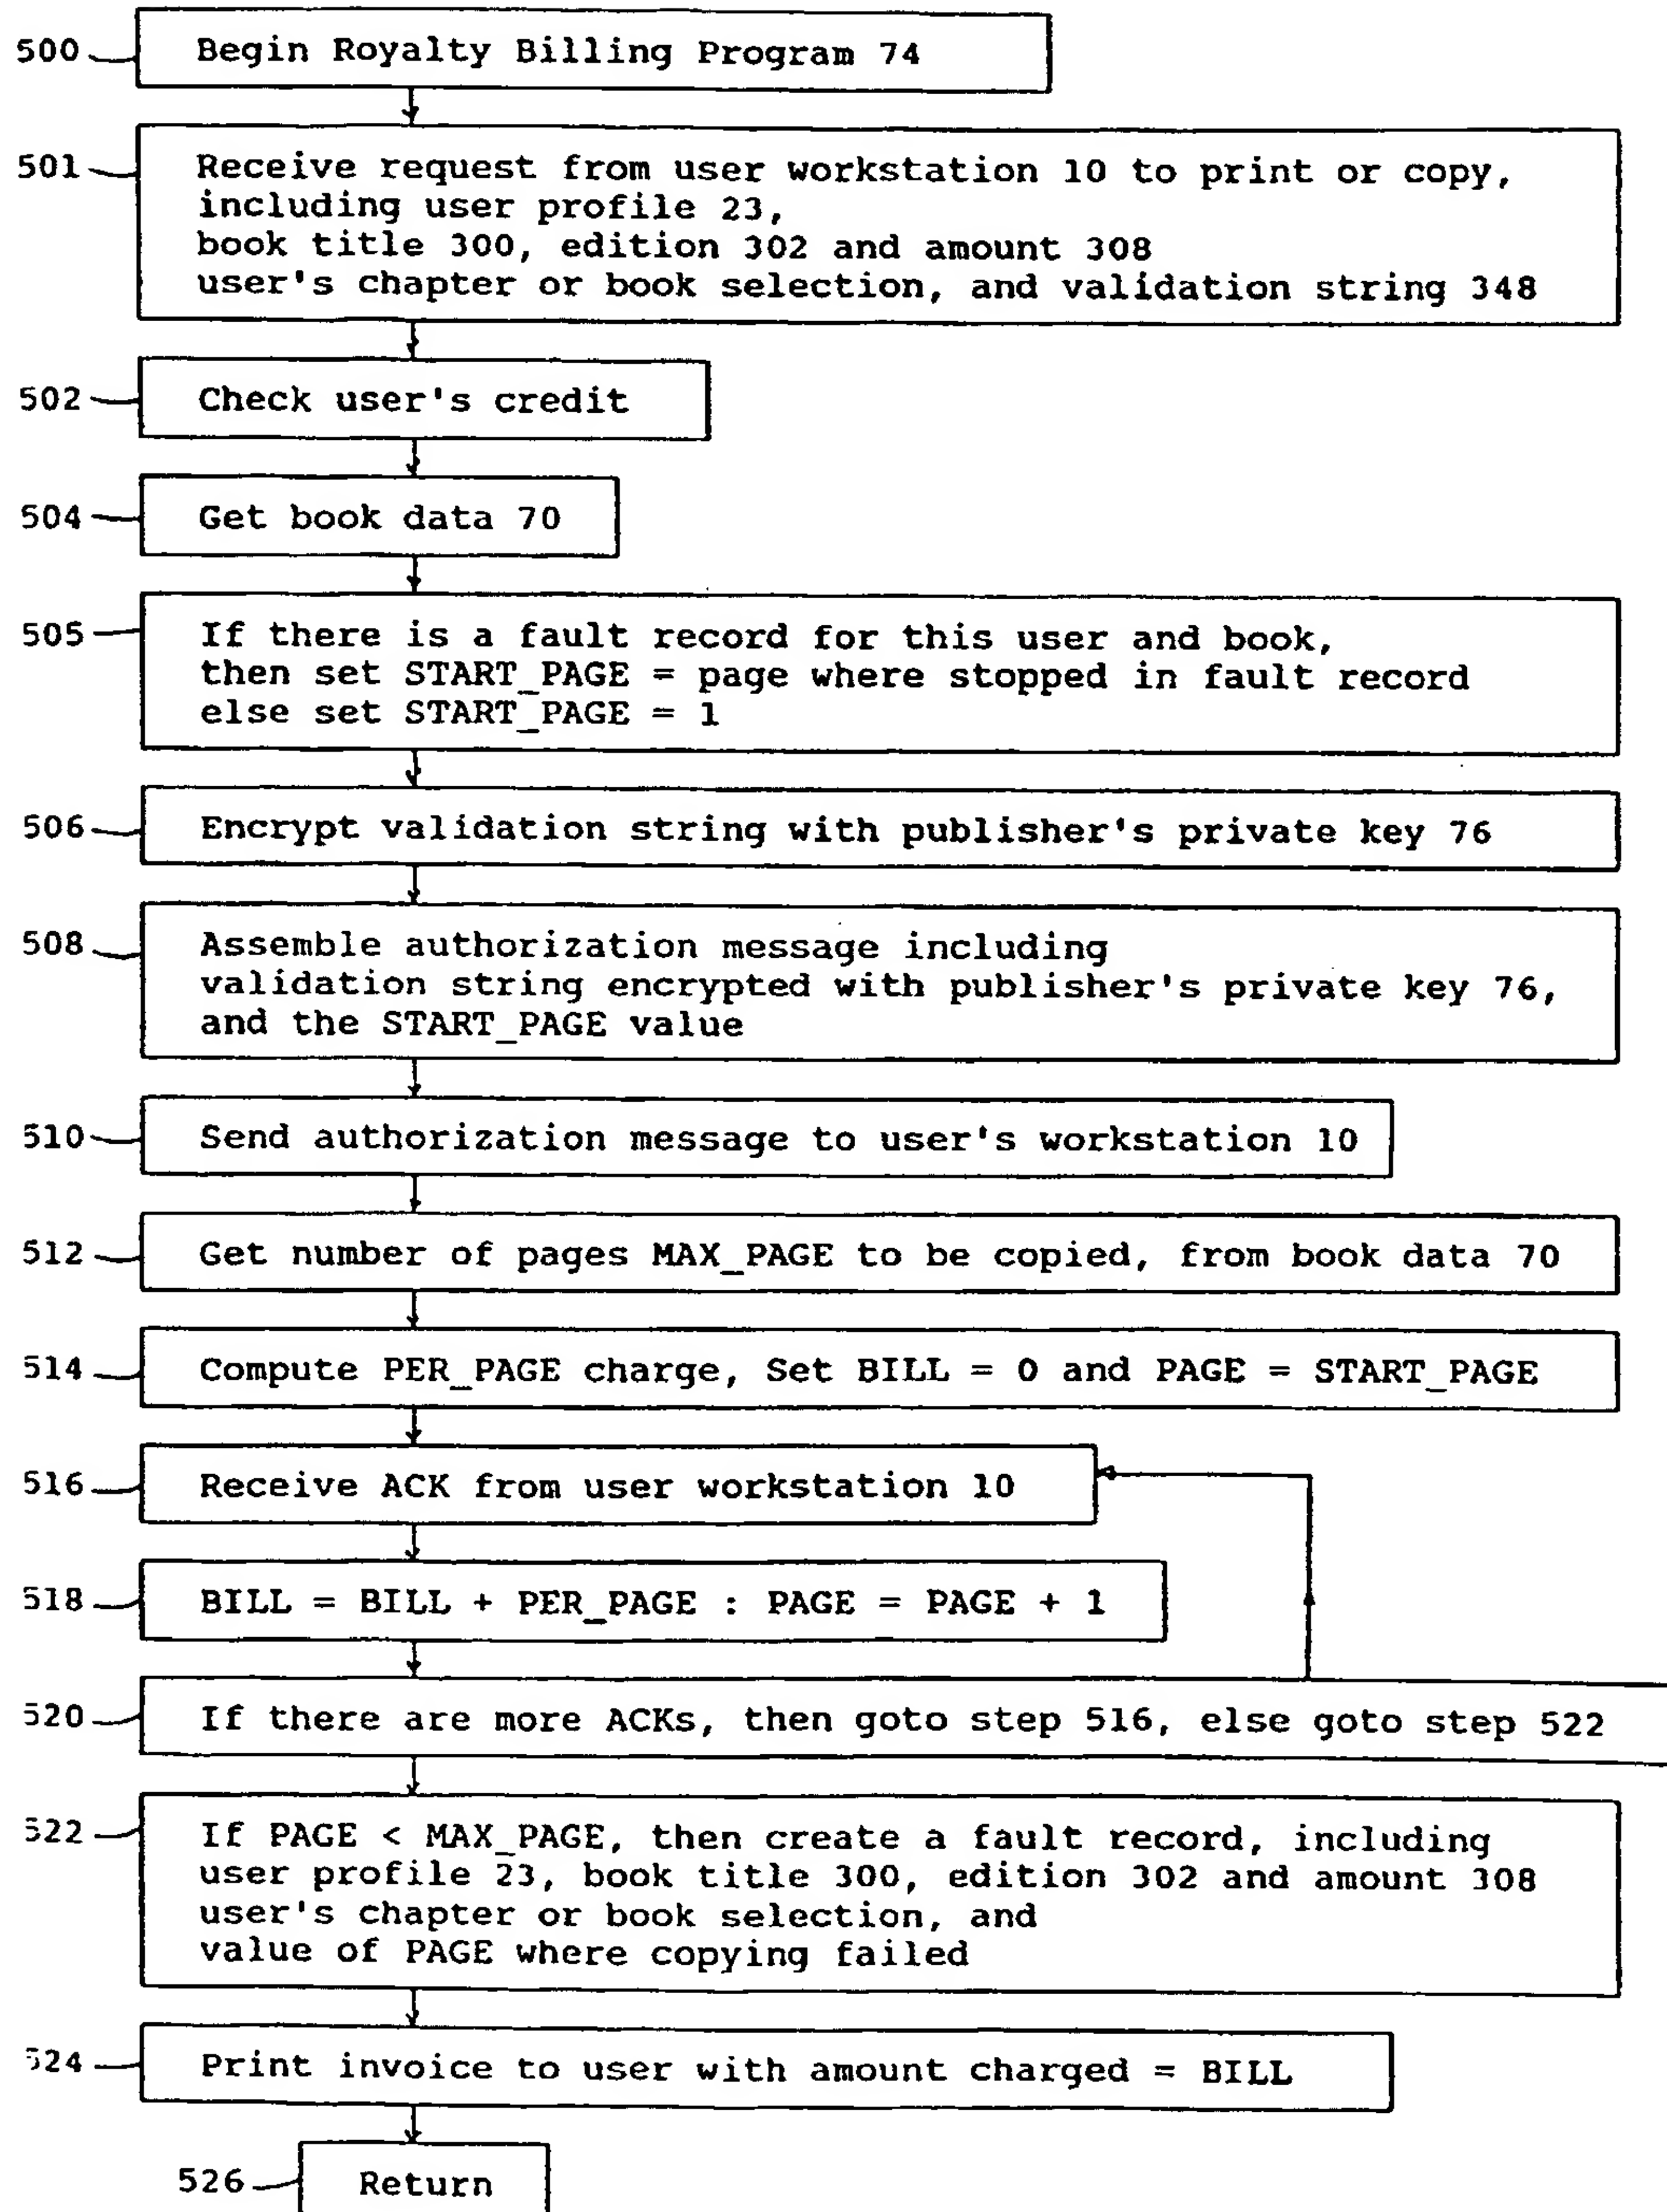 500 Begin Royalty Billing Program 74
501 Receive request from user workstation 10 to print or copy,
including user profile 23,
book title 300, edition 302 and amount 308
user's chapter or book selection, and validation string 348
502 Check user's credit
504 Get book data 70
505 If there is a fault record for this user and book,
then set START_PAGE = page where stopped in fault record
else set START_PAGE = 1
506 Encrypt validation string with publisher's private key 76
508 Assemble authorization message including
validation string encrypted with publisher's private key 76,
and the START_PAGE value
510 Send authorization message to user's workstation 10
512 Get number of pages MAX_PAGE to be copied, from book data 70
514 Compute PER_PAGE charge, Set BILL = 0 and PAGE = START_PAGE
516 Receive ACK from user workstation 10
518 BILL = BILL + PER_PAGE : PAGE = PAGE + 1
520 If there are more ACKs, then goto step 516, else goto step 522
522 If PAGE < MAX_PAGE, then create a fault record, including
user profile 23, book title 300, edition 302 and amount 308
user's chapter or book selection, and
value of PAGE where copying failed
524 Print invoice to user with amount charged = BILL
526 Return